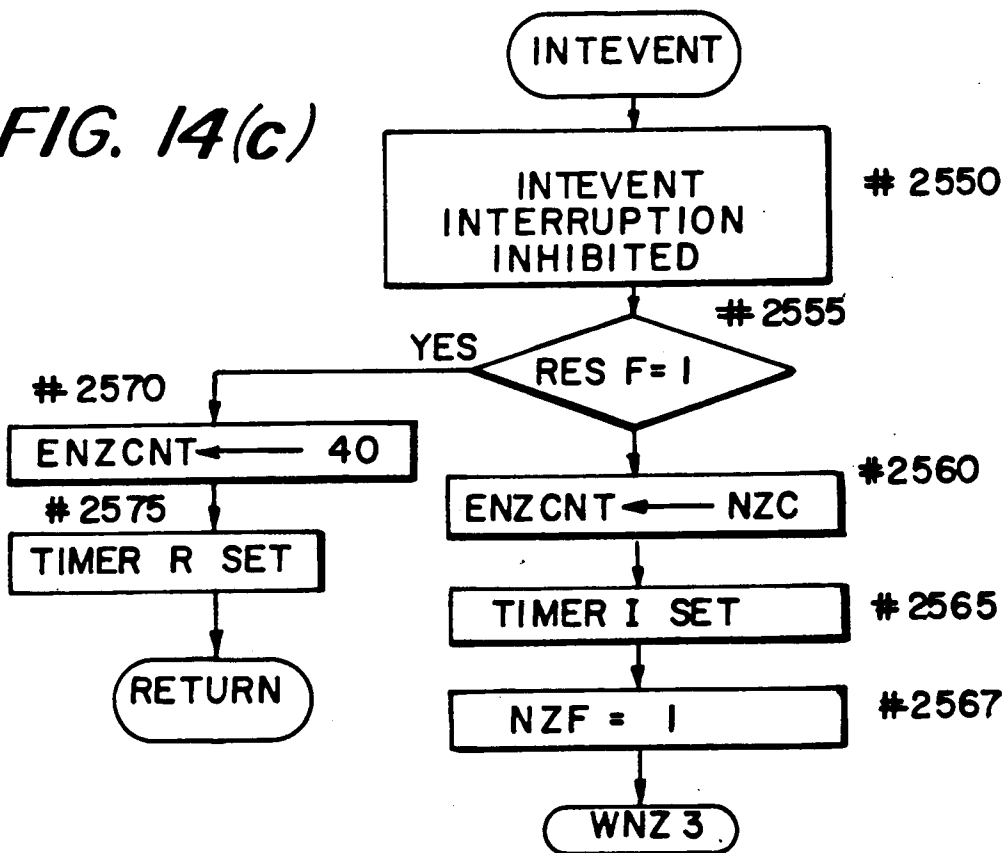 INTEVENT
FIG. 14(c)
INTEVENT
INTERRUPTION
INHIBITED
# 2550
# 2555
YES
RES F= 1
# 2570
ENZCNT ← 40
#2560
ENZCNT ← NZC
# 2575
TIMER R SET
TIMER I SET
#2565
RETURN
NZF = 1
#2567
WNZ 3